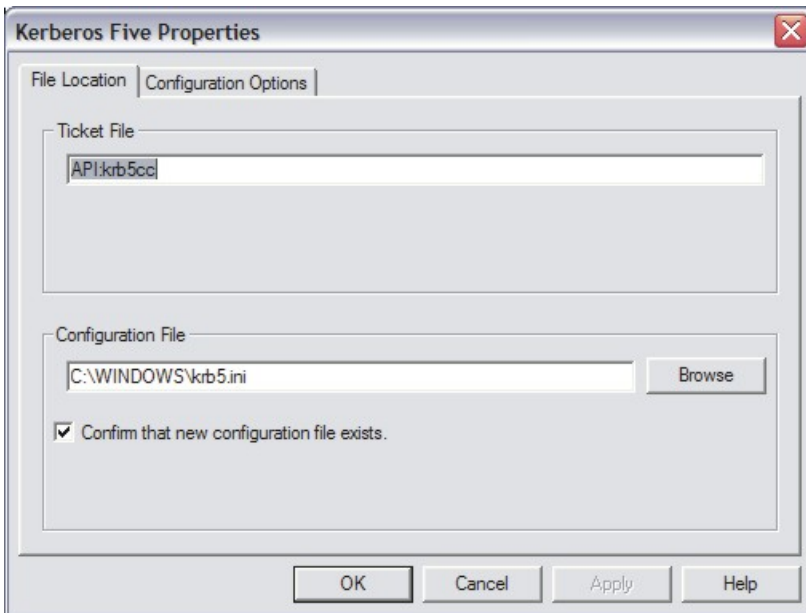 Kerberos Five Properties
File Location
Configuration Options
Ticket File
API:krb5cc
Configuration File
C:\WINDOWS\krb5.ini
Browse
Confirm that new configuration file exists.
OK
Cancel
Apply
Help